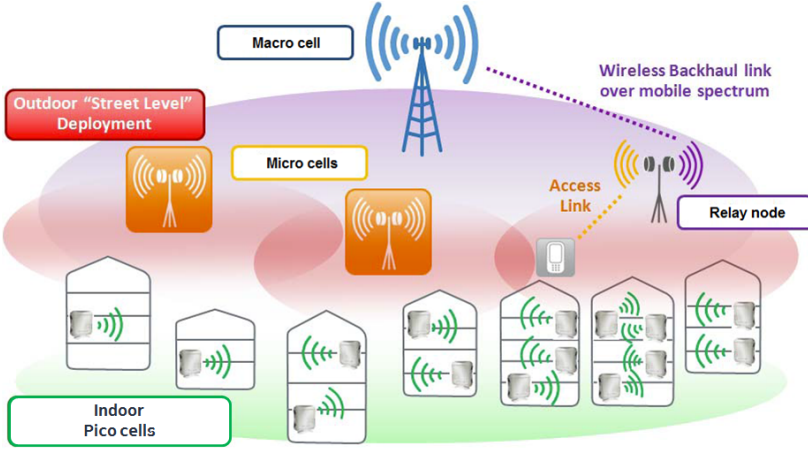 Macro cell
Wireless Backhaul link
over mobile spectrum
Outdoor “Street Level”
Deployment
Micro cells
Access
Link
Relay node
Indoor
Pico cells